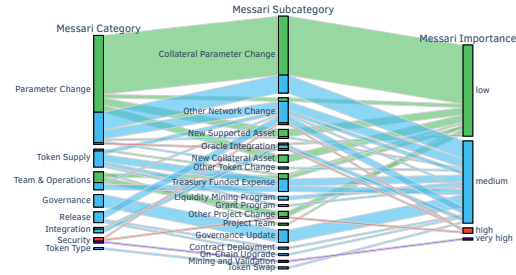 Messari Category
Messari Subcategory
Messari Importance
Parameter Change
Token Supply
Team & Operations
Governance
Release
Integration
Security
Token Type
Collateral Parameter Change
Other Network Change
New Supported Asset
Oracle Integration
New Collateral Asset
Other Token Change
Treasury Funded Expense
Liquidity Mining Program
Grant Program
Other Project Change
Project Team
Governance Update
Contract Deployment
On-Chain Upgrade
Mining and Validation
Token Swap
low
medium
high
very high